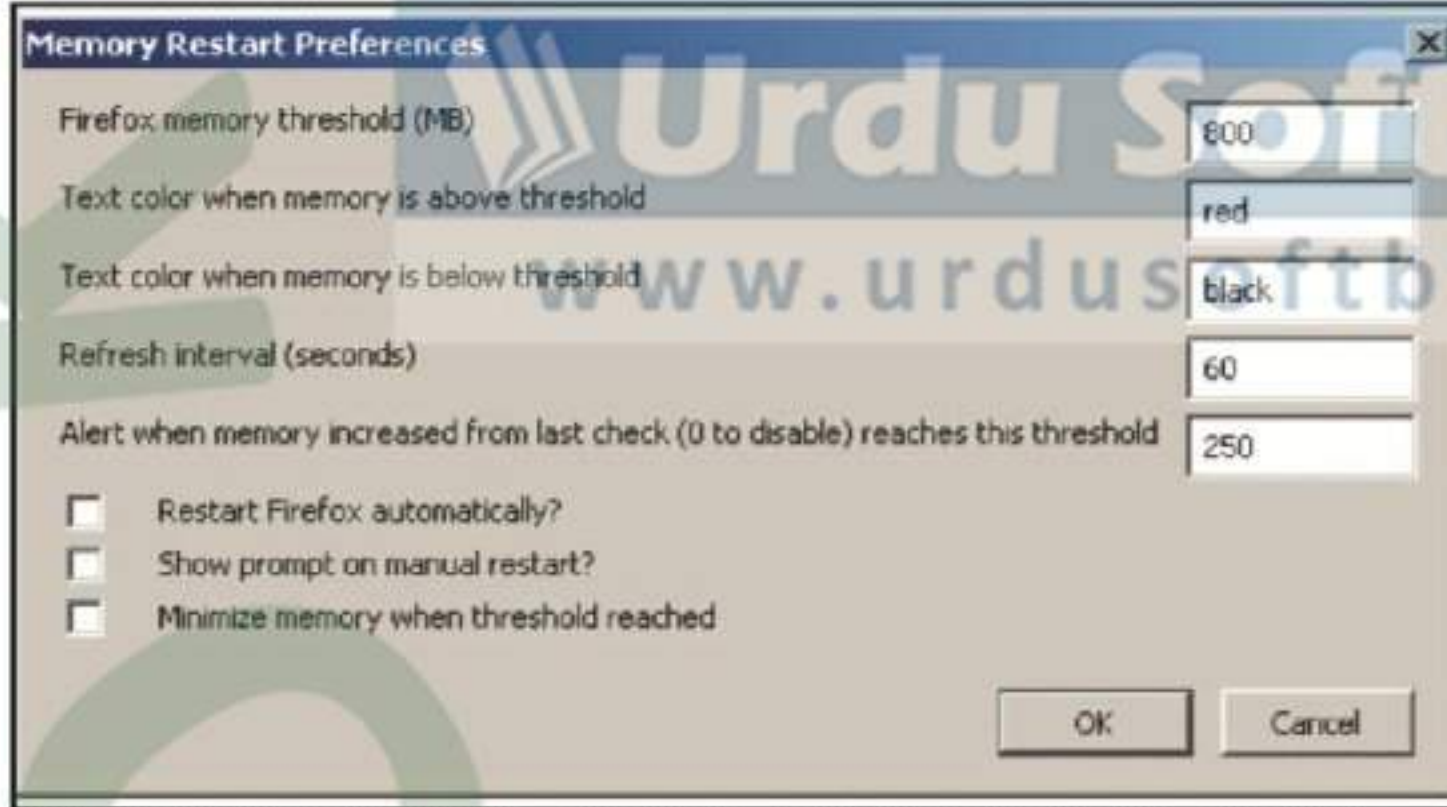 Memory Restart Preferences
Urdu Soft
Firefox memory threshold (MB) 800
Text color when memory is above threshold red
www.urdusoftb
Text color when memory is below threshold black
Refresh interval (seconds) 60
Alert when memory increased from last check (0 to disable) reaches this threshold 250
Restart Firefox automatically?
Show prompt on manual restart?
Minimize memory when threshold reached
OK Cancel